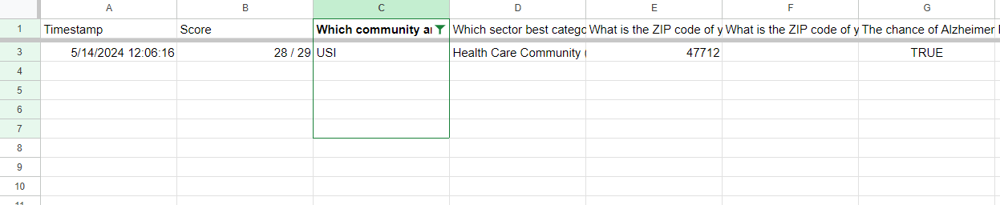 A B C D E F G
1 Timestamp Score Which community ar Which sector best catego What is the ZIP code of y What is the ZIP code of y The chance of Alzheimer
3 5/14/2024 12:06:16 28 / 29 USI Health Care Community ( 47712 TRUE
4
5
6
7
8
9
10
11